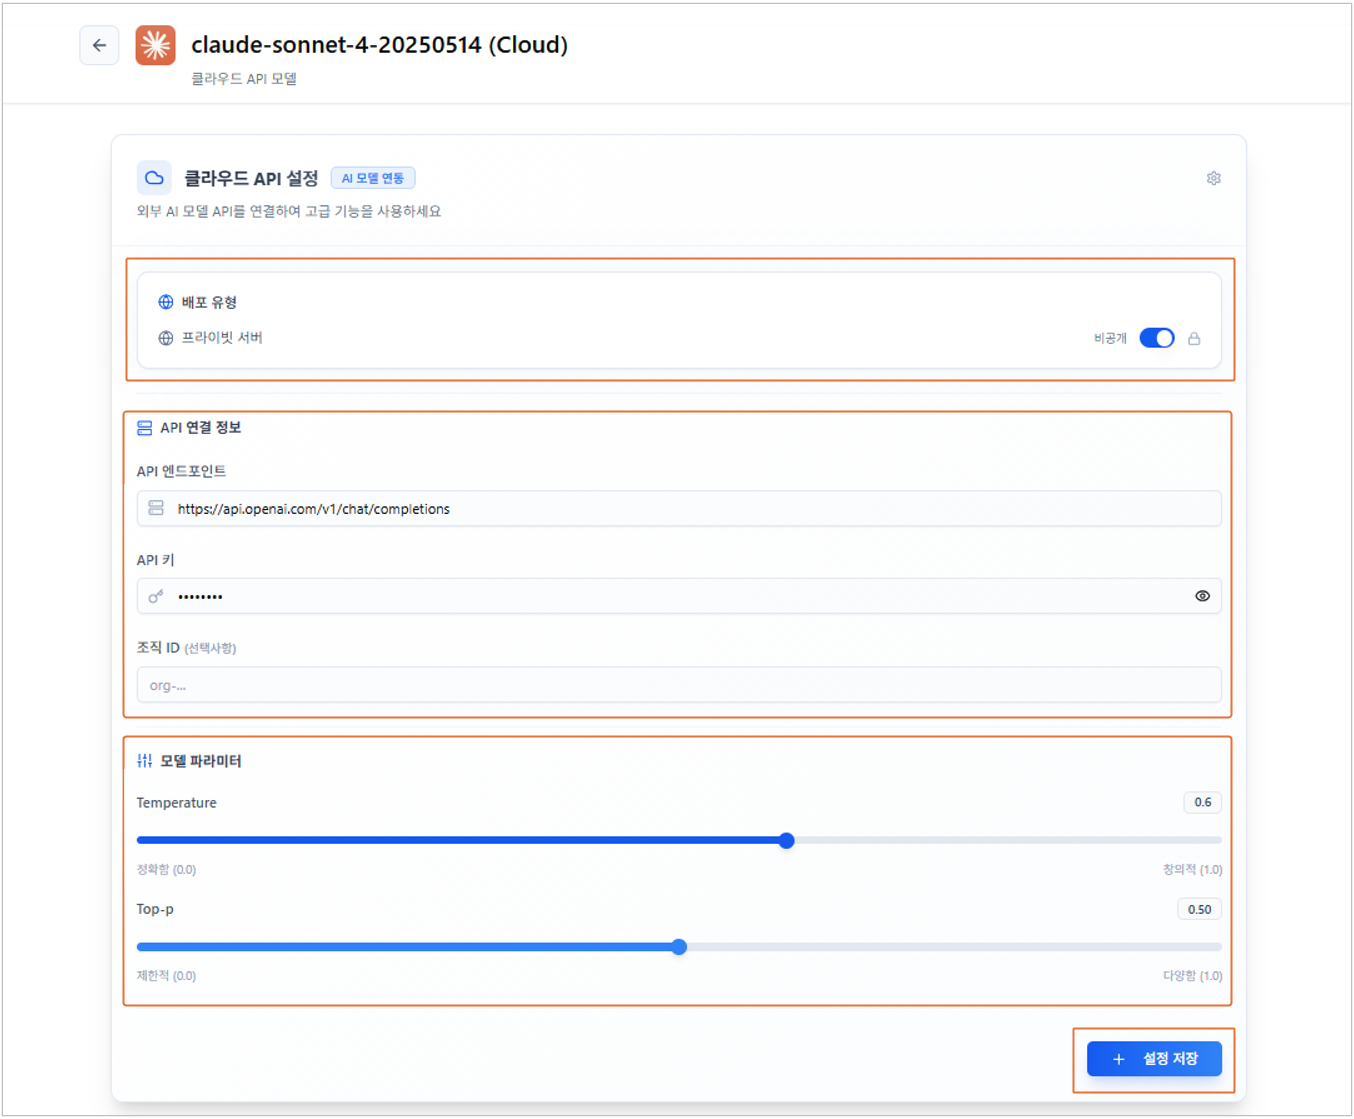 claude-sonnet-4-20250514 (Cloud)
클라우드 API 모델
클라우드 API 설정
AI 모델 연동
외부 AI 모델 API를 연결하여 고급 기능을 사용하세요
배포 유형
프라이빗 서버
비공개
API 연결 정보
API 엔드포인트
https://api.openai.com/v1/chat/completions
API 키
••••••••
조직 ID (선택사항)
org-...
모델 파라미터
Temperature
0.6
정확함 (0.0)
창의적 (1.0)
Top-p
0.50
제한적 (0.0)
다양함 (1.0)
+ 설정 저장